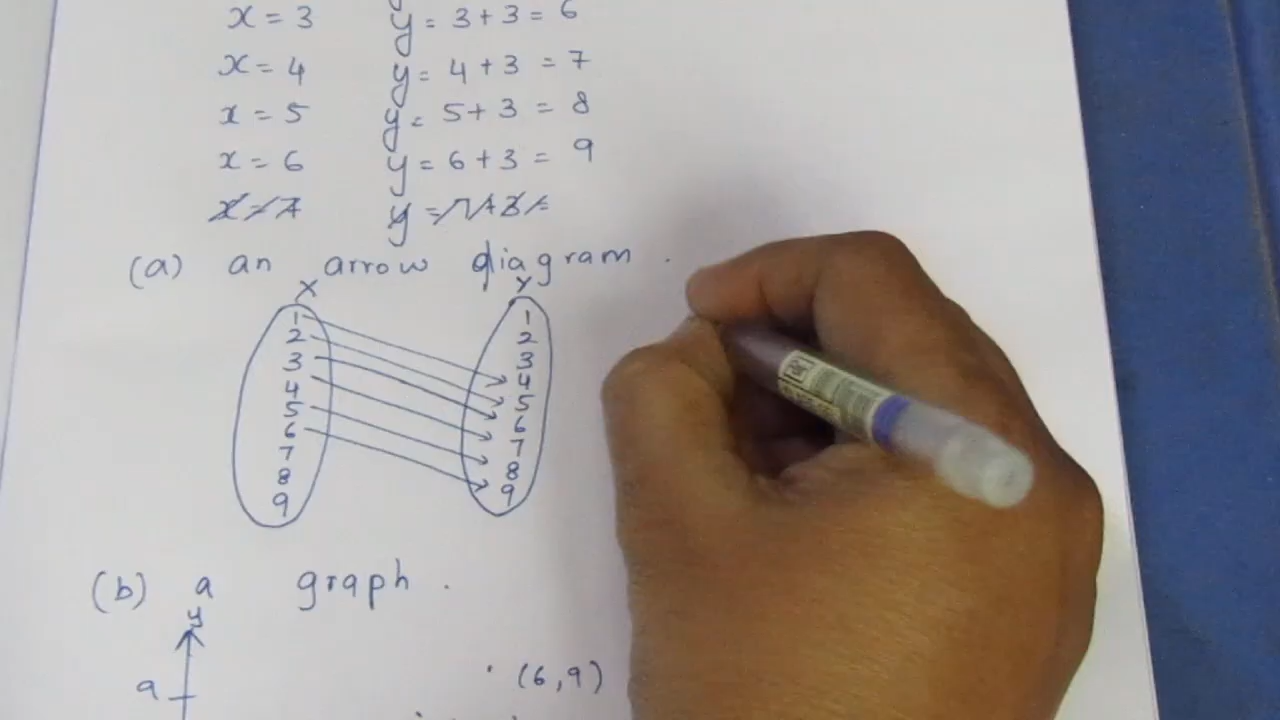 x = 3 y = 3 + 3 = 6
x = 4 y = 4 + 3 = 7
x = 5 y = 5 + 3 = 8
x = 6 y = 6 + 3 = 9
x = 7 y =
(a) an arrow diagram.
X Y
1 1
2 2
3 3
4 4
5 5
6 6
7 7
8 8
9 9
(b) a graph.
y
· (6,9)
9